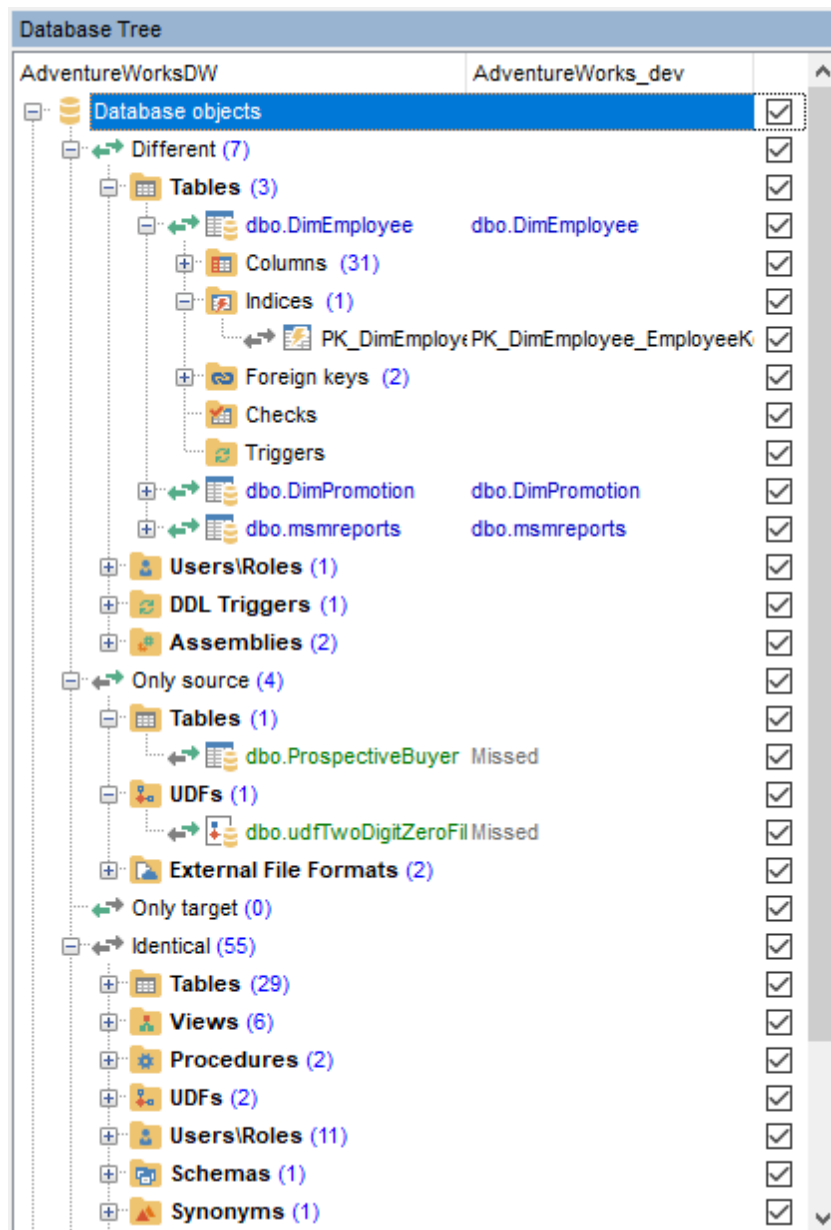 Database Tree
AdventureWorksDW AdventureWorks_dev
Database objects
Different (7)
Tables (3)
dbo.DimEmployee dbo.DimEmployee
Columns (31)
Indices (1)
PK_DimEmploye PK_DimEmployee_EmployeeK
Foreign keys (2)
Checks
Triggers
dbo.DimPromotion dbo.DimPromotion
dbo.msmreports dbo.msmreports
Users\Roles (1)
DDL Triggers (1)
Assemblies (2)
Only source (4)
Tables (1)
dbo.ProspectiveBuyer Missed
UDFs (1)
dbo.udfTwoDigitZeroFil Missed
External File Formats (2)
Only target (0)
Identical (55)
Tables (29)
Views (6)
Procedures (2)
UDFs (2)
Users\Roles (11)
Schemas (1)
Synonyms (1)